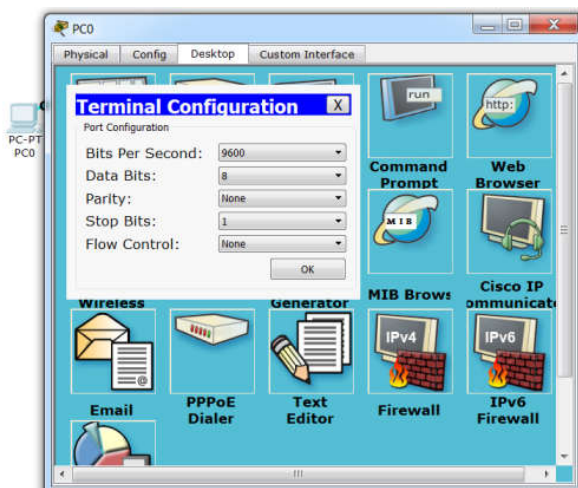 PC0
Physical Config Desktop Custom Interface
Terminal Configuration X
Port Configuration
Bits Per Second: 9600
Data Bits: 8
Parity: None
Stop Bits: 1
Flow Control: None
OK
run
http:
PC-PT
PC0
Command
Prompt
Web
Browser
MIB
Wireless
Generator
MIB Brows
Cisco IP
ommunicat
IPv4
IPv6
@
Email
PPPoE
Dialer
Text
Editor
Firewall
IPv6
Firewall